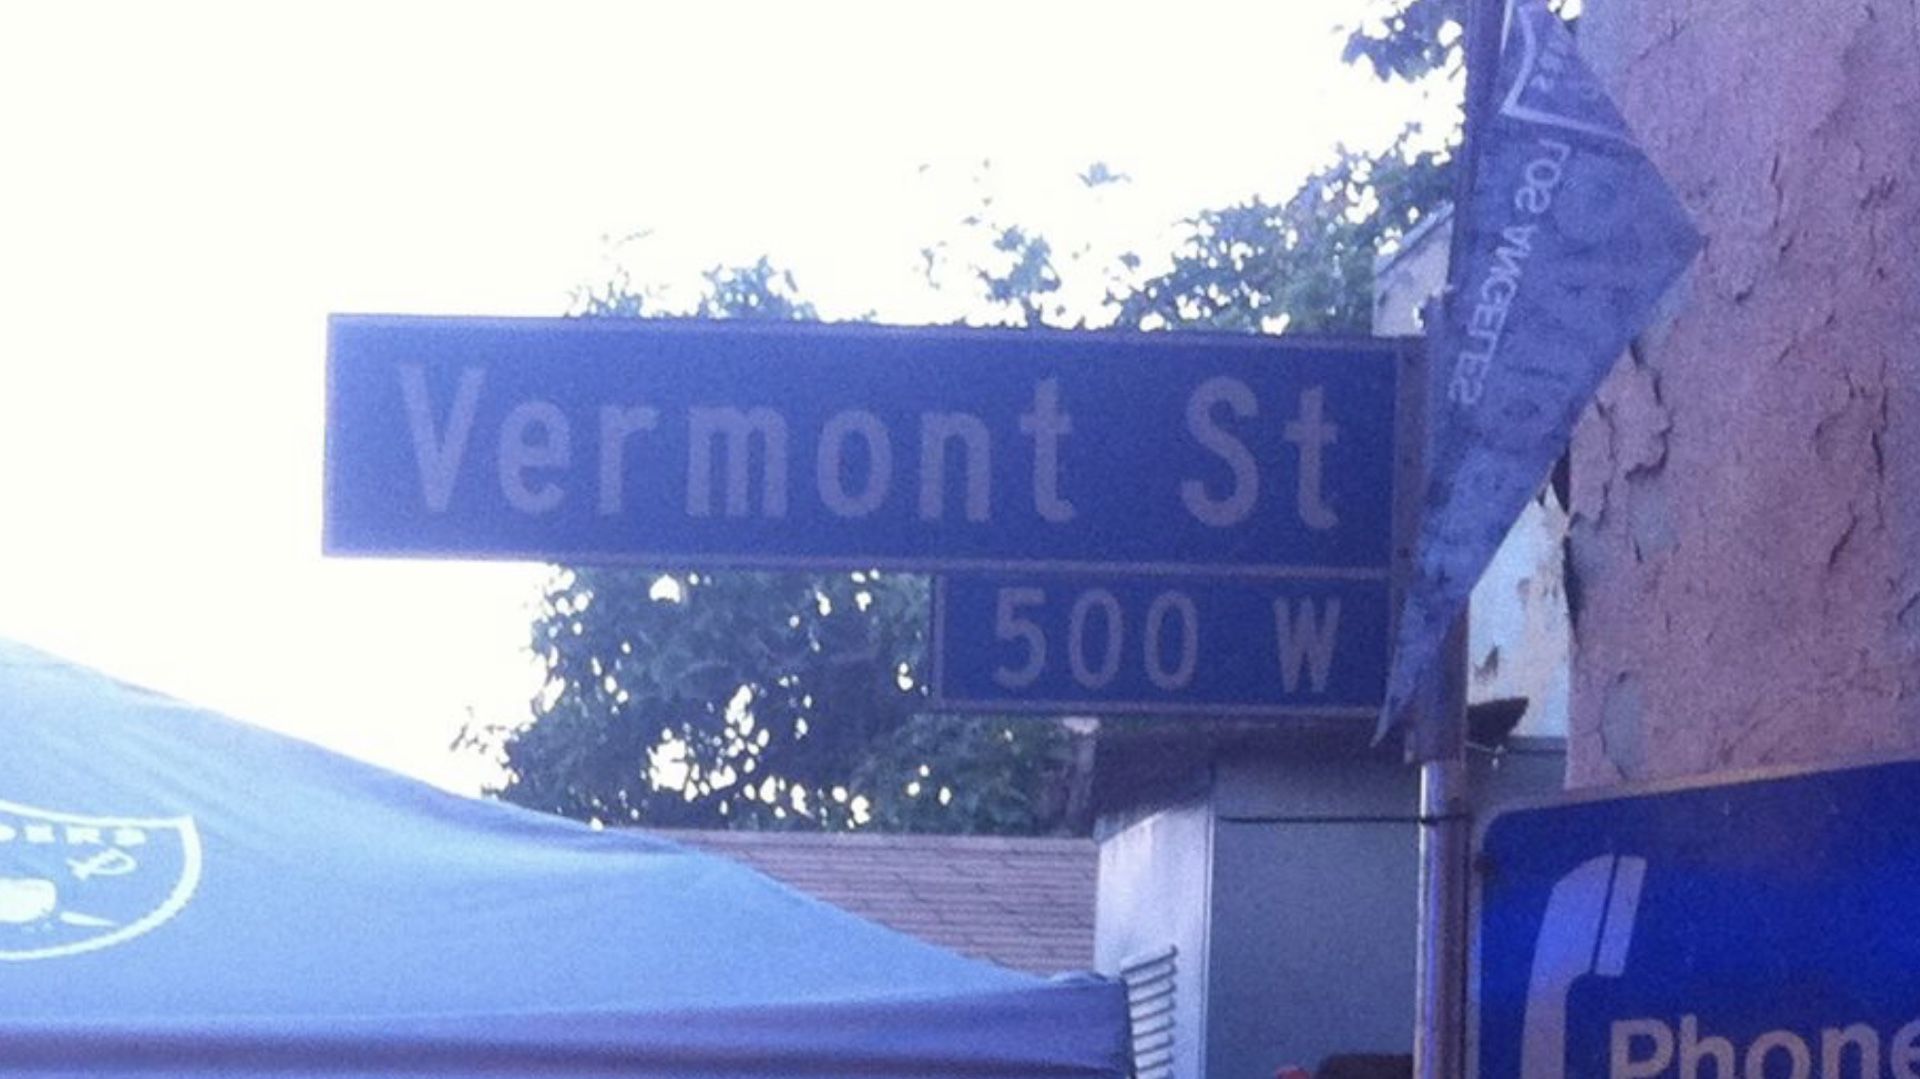 LOS ANGELES
Vermont St
500 W
Phone